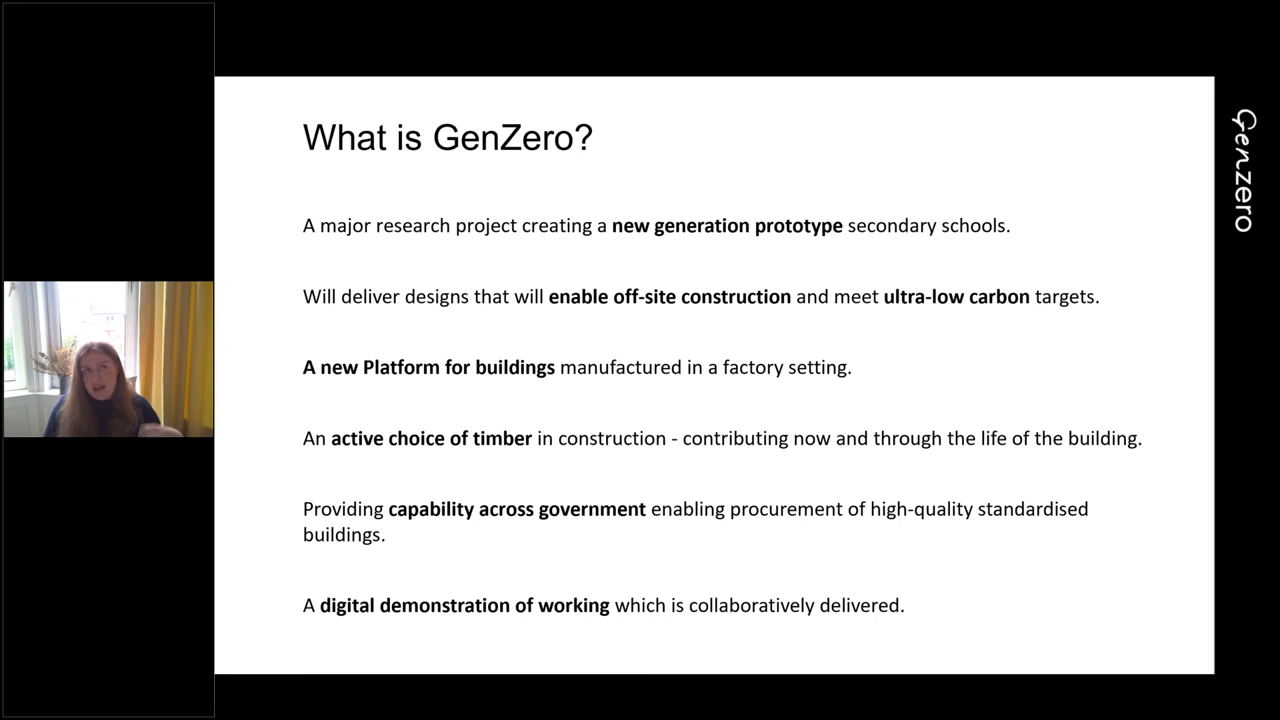 What is GenZero?
A major research project creating a new generation prototype secondary schools.
Will deliver designs that will enable off-site construction and meet ultra-low carbon targets.
A new Platform for buildings manufactured in a factory setting.
An active choice of timber in construction - contributing now and through the life of the building.
Providing capability across government enabling procurement of high-quality standardised
buildings.
A digital demonstration of working which is collaboratively delivered.
Genzero